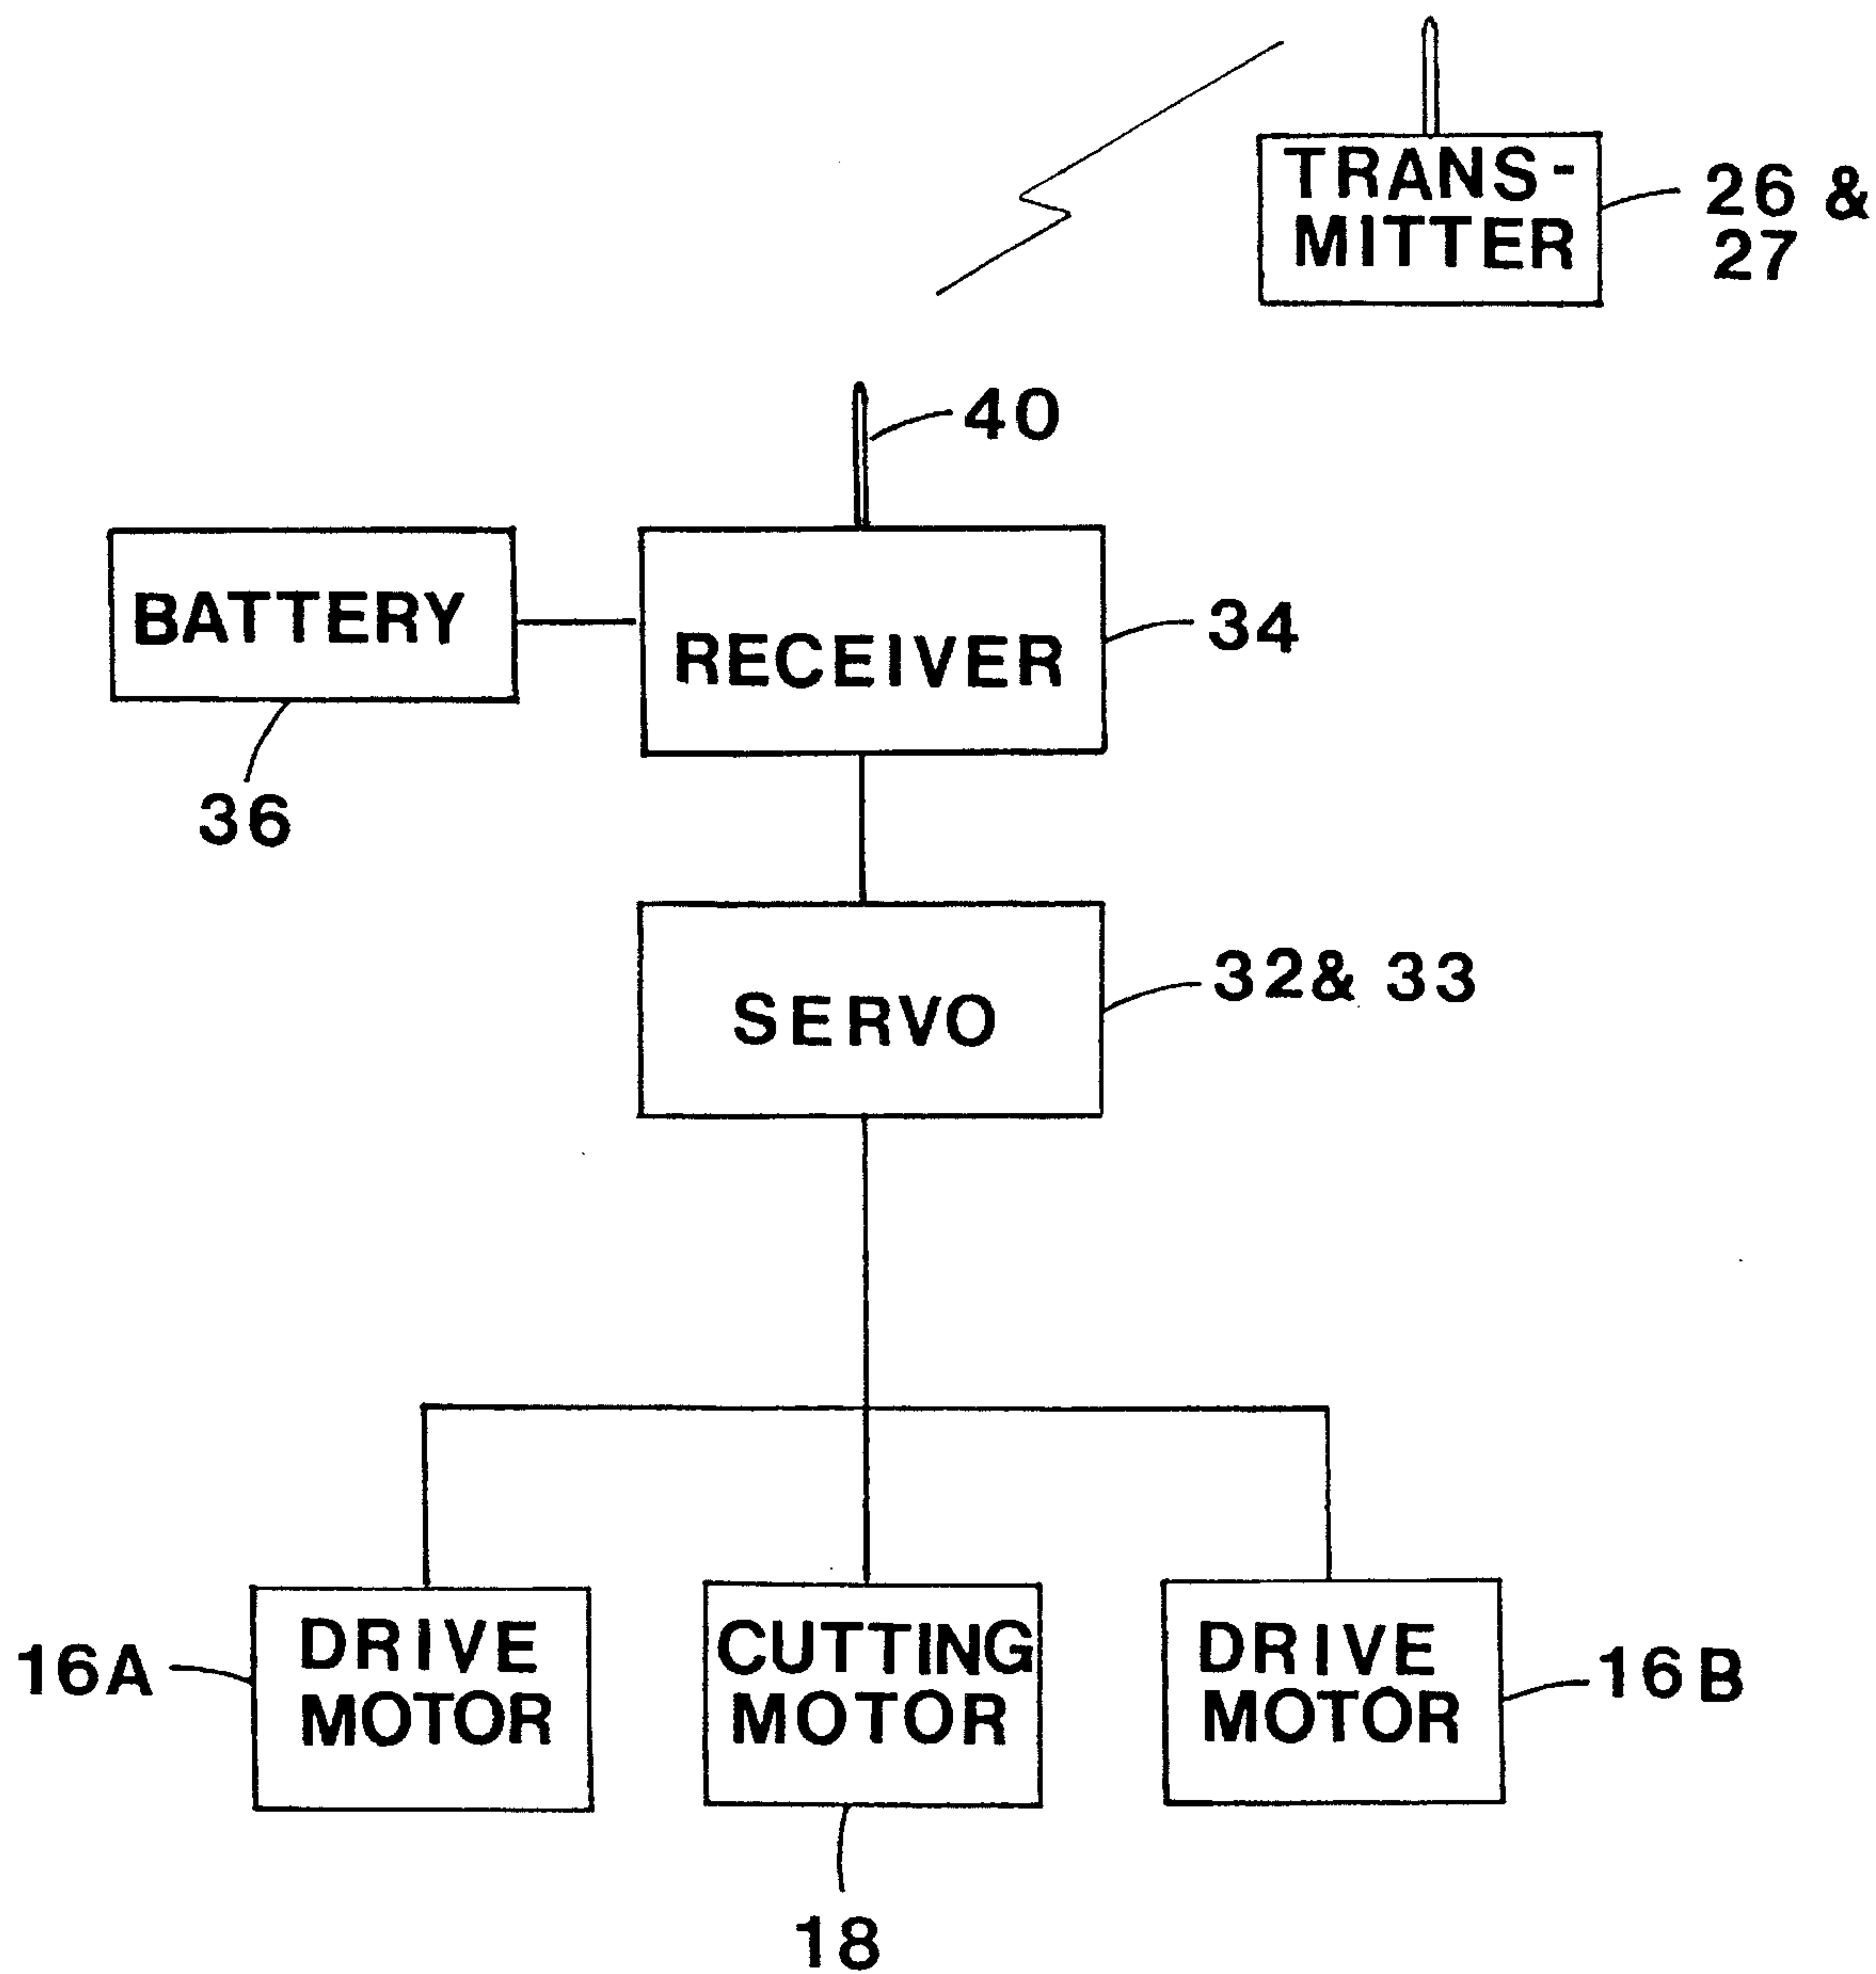 TRANS-
MITTER
26 &
27
40
BATTERY
RECEIVER
34
36
SERVO
32& 33
16A
DRIVE
MOTOR
CUTTING
MOTOR
DRIVE
MOTOR
16B
18